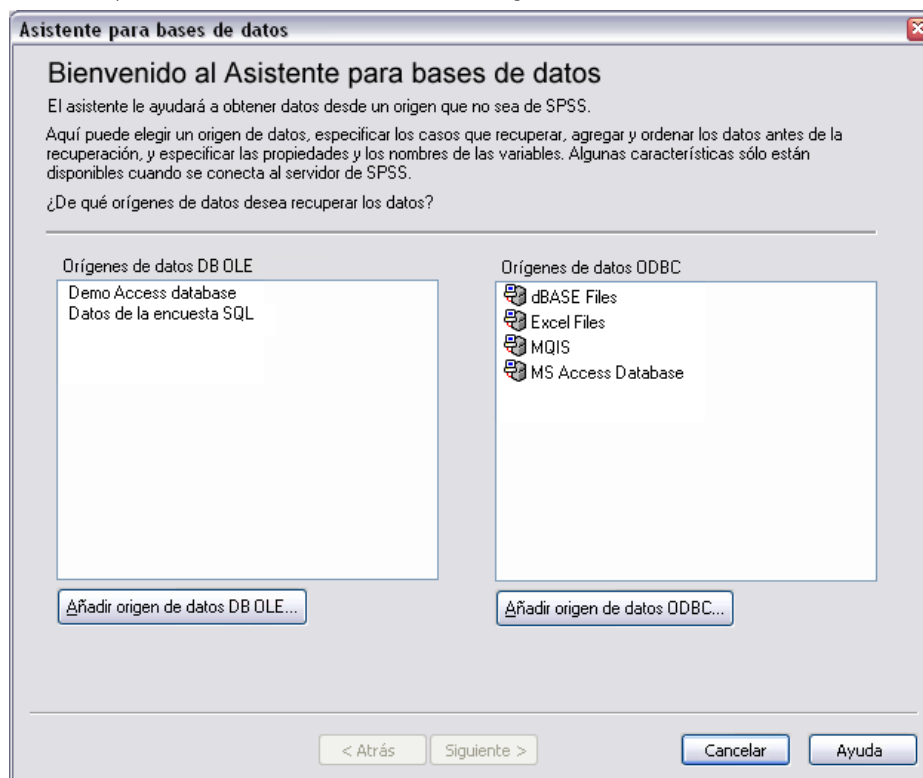 Asistente para bases de datos
Bienvenido al Asistente para bases de datos
El asistente le ayudará a obtener datos desde un origen que no sea de SPSS.
Aquí puede elegir un origen de datos, especificar los casos que recuperar, agregar y ordenar los datos antes de la
recuperación, y especificar las propiedades y los nombres de las variables. Algunas características sólo están
disponibles cuando se conecta al servidor de SPSS.
¿De qué orígenes de datos desea recuperar los datos?
Orígenes de datos DB OLE
Demo Access database
Datos de la encuesta SQL
Añadir origen de datos DB OLE...
Orígenes de datos ODBC
dBASE Files
Excel Files
MQIS
MS Access Database
Añadir origen de datos ODBC...
< Atrás
Siguiente >
Cancelar
Ayuda